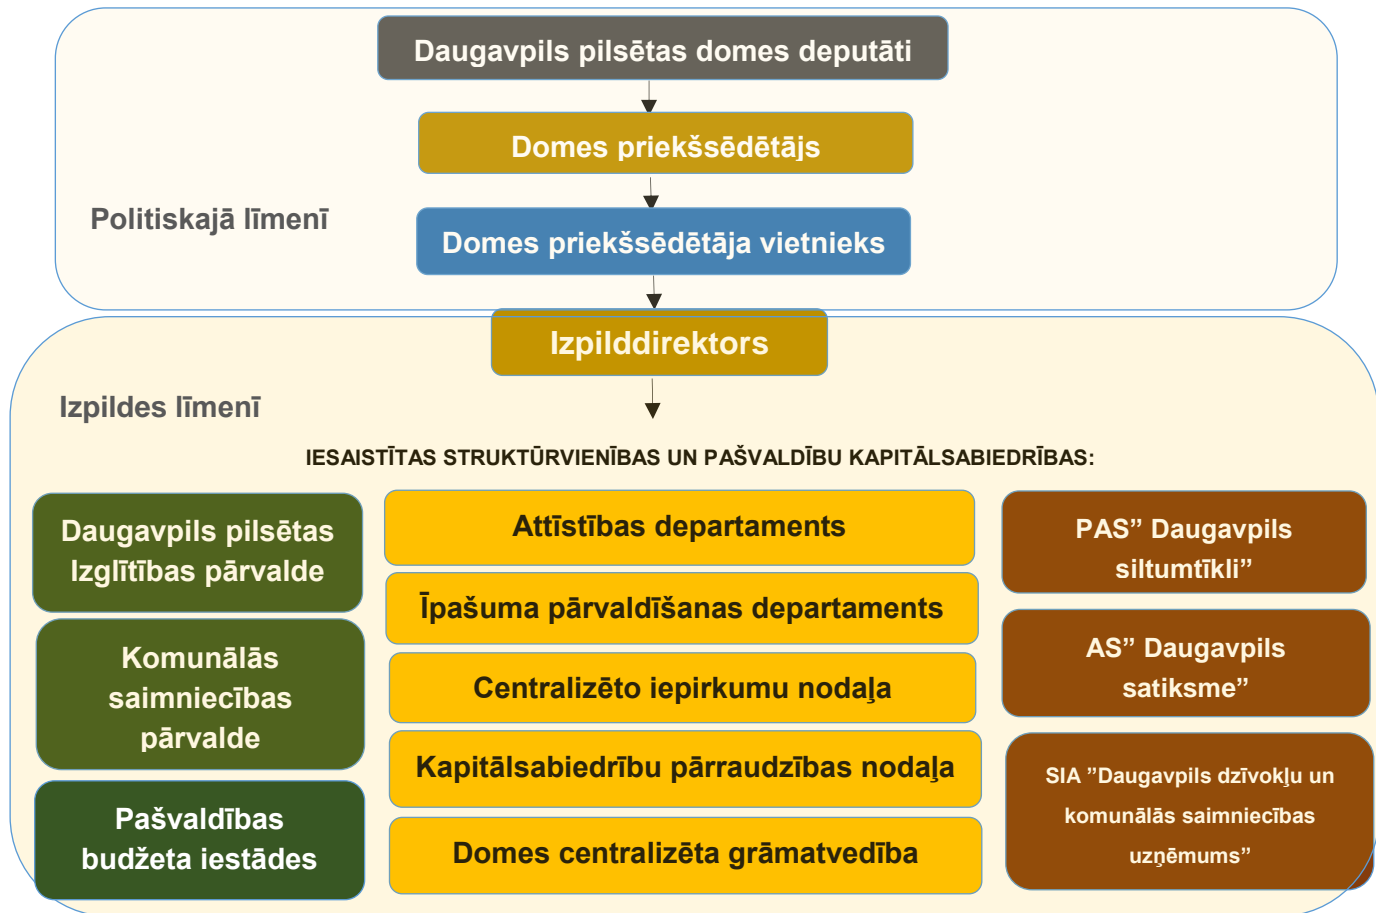 Daugavpils pilsētas domes deputāti
Domes priekšsēdētājs
Politiskajā līmenī
Domes priekšsēdētāja vietnieks
Izpilddirektors
Izpildes līmenī
IESAISTĪTAS STRUKTŪRVIENĪBAS UN PAŠVALDĪBU KAPITĀLSABIEDRĪBAS:
Daugavpils pilsētas
Izglītības pārvalde
Komunālās
saimniecības
pārvalde
Pašvaldības
budžeta iestādes
Attīstības departaments
Īpašuma pārvaldīšanas departaments
Centralizēto iepirkumu nodaļa
Kapitālsabiedrību pārraudzības nodaļa
Domes centralizēta grāmatvedība
PAS” Daugavpils
siltumtīkli”
AS” Daugavpils
satiksme”
SIA ”Daugavpils dzīvokļu un
komunālās saimniecības
uzņēmums”